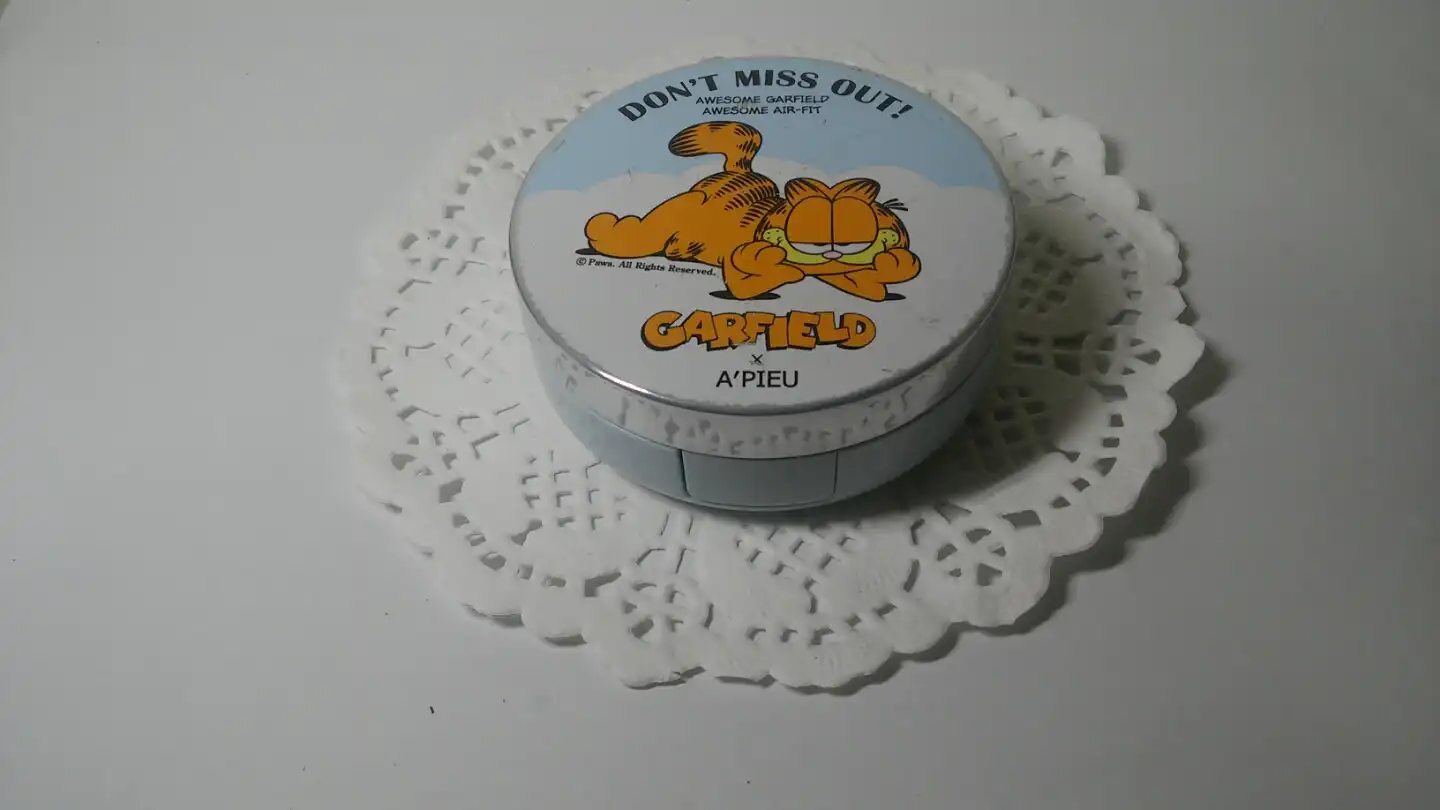 DON'T MISS OUT!
AWESOME GARFIELD
AWESOME AIR-FIT
© Paws. All Rights Reserved.
GARFIELD
×
A'PIEU